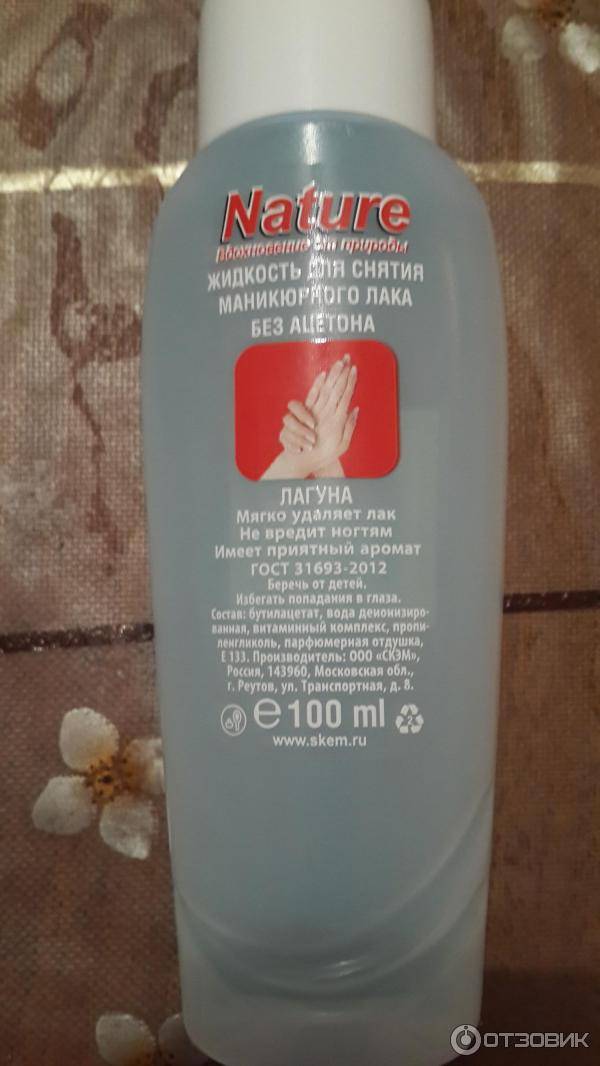 Nature
Вдохновение от природы
ЖИДКОСТЬ ДЛЯ СНЯТИЯ
МАНИКЮРНОГО ЛАКА
БЕЗ АЦЕТОНА
ЛАГУНА
Мягко удаляет лак
Не вредит ногтям
Имеет приятный аромат
ГОСТ 31693-2012
Беречь от детей.
Избегать попадания в глаза.
Состав: бутилацетат, вода деионизиро-
ванная, витаминный комплекс, пропи-
ленгликоль, парфюмерная отдушка,
Е 133. Производитель: ООО «СКЭМ»,
Россия, 143960, Московская обл.,
г. Реутов, ул. Транспортная, д. 8.
e 100 ml 2
www.skem.ru
ОТЗОВИК